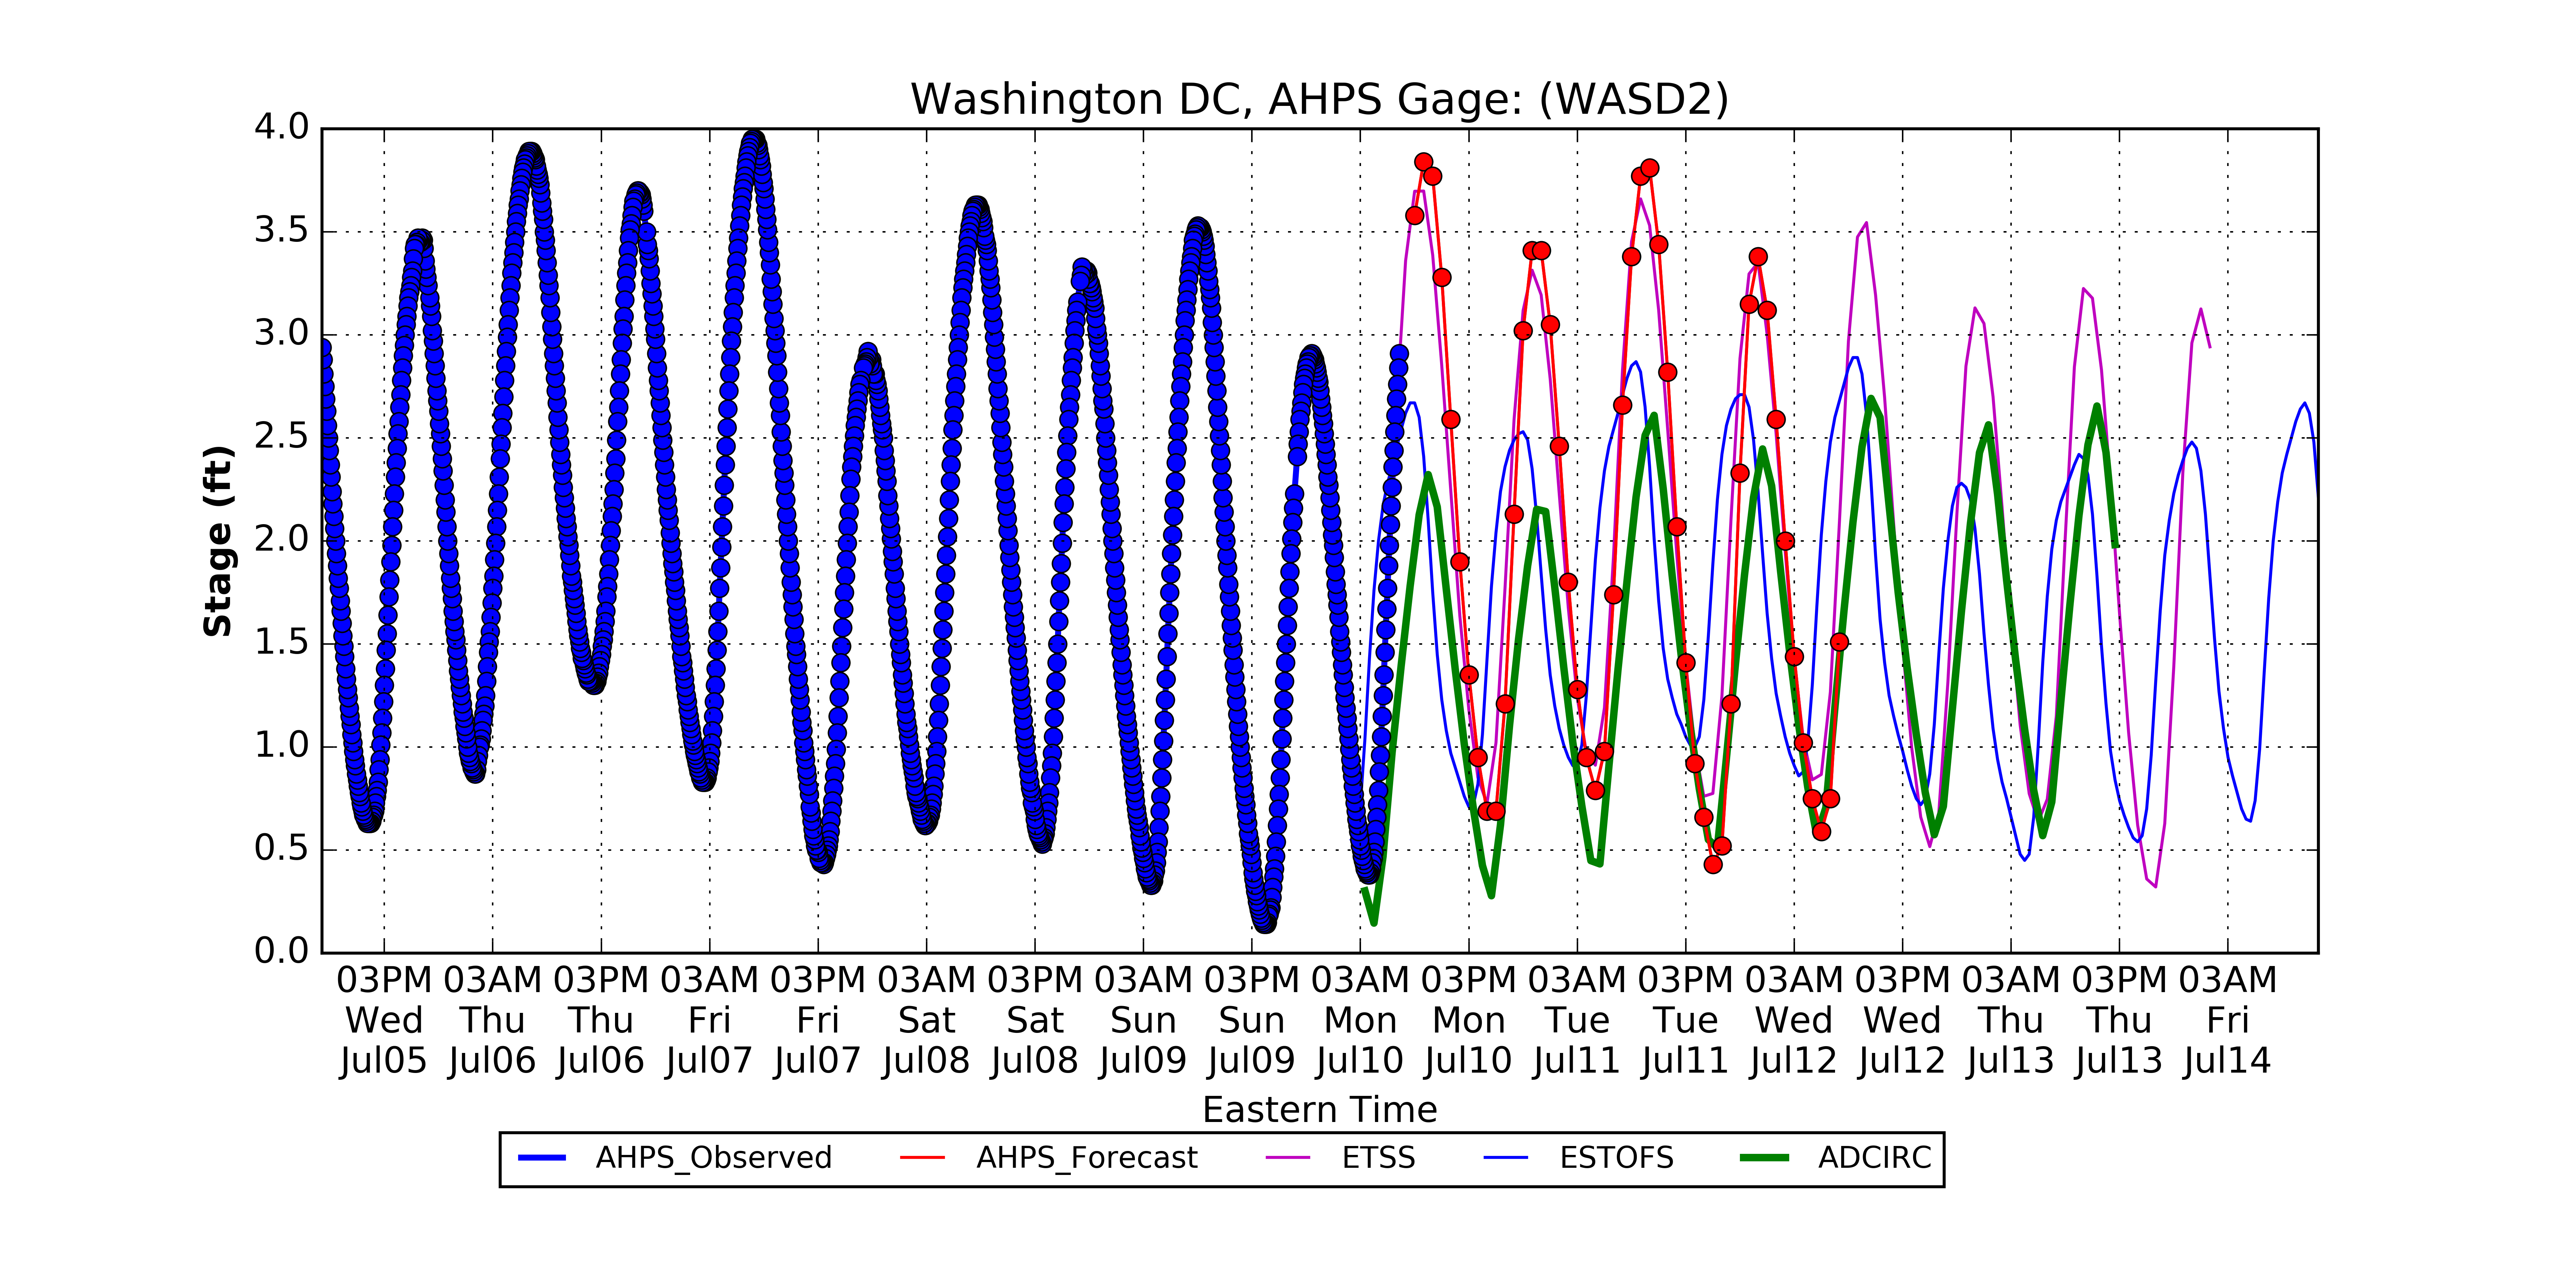 Washington DC, AHPS Gage: (WASD2)
4.0
3.5
3.0
2.5
2.0
1.5
1.0
0.5
0.0
Stage (ft)
03PM 03AM 03PM 03AM 03PM 03AM 03PM 03AM 03PM 03AM 03PM 03AM 03PM 03AM 03PM 03AM 03PM 03AM
Wed Thu Thu Fri Fri Sat Sat Sun Sun Mon Mon Tue Tue Wed Wed Thu Thu Fri
Jul05 Jul06 Jul06 Jul07 Jul07 Jul08 Jul08 Jul09 Jul09 Jul10 Jul10 Jul11 Jul11 Jul12 Jul12 Jul13 Jul13 Jul14
Eastern Time
AHPS_Observed AHPS_Forecast ETSS ESTOFS ADCIRC